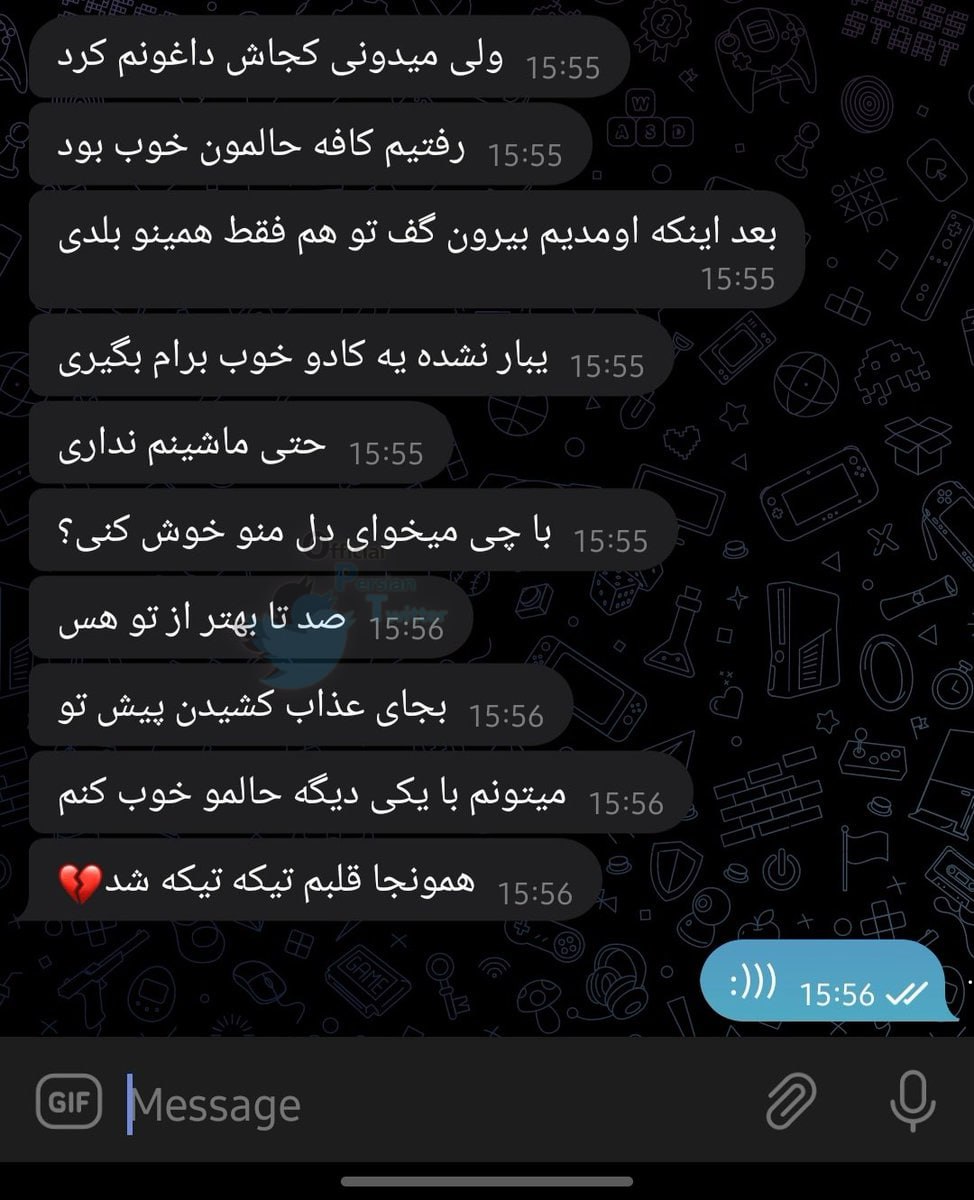 ولی میدونی کجاش داغونم کرد 15:55
رفتیم کافه حالمون خوب بود 15:55
بعد اینکه اومدیم بیرون گف تو هم فقط همینو بلدی
15:55
یبار نشده یه کادو خوب برام بگیری 15:55
حتی ماشینم نداری 15:55
با چی میخوای دل منو خوش کنی؟ 15:55
صد تا بهتر از تو هس 15:56
بجای عذاب کشیدن پیش تو 15:56
میتونم با یکی دیگه حالمو خوب کنم 15:56
همونجا قلبم تیکه تیکه شد💔 15:56
:))) 15:56
GIF Message
Official
Persian
Twitter
PRESS
START
W
A S D
GAME